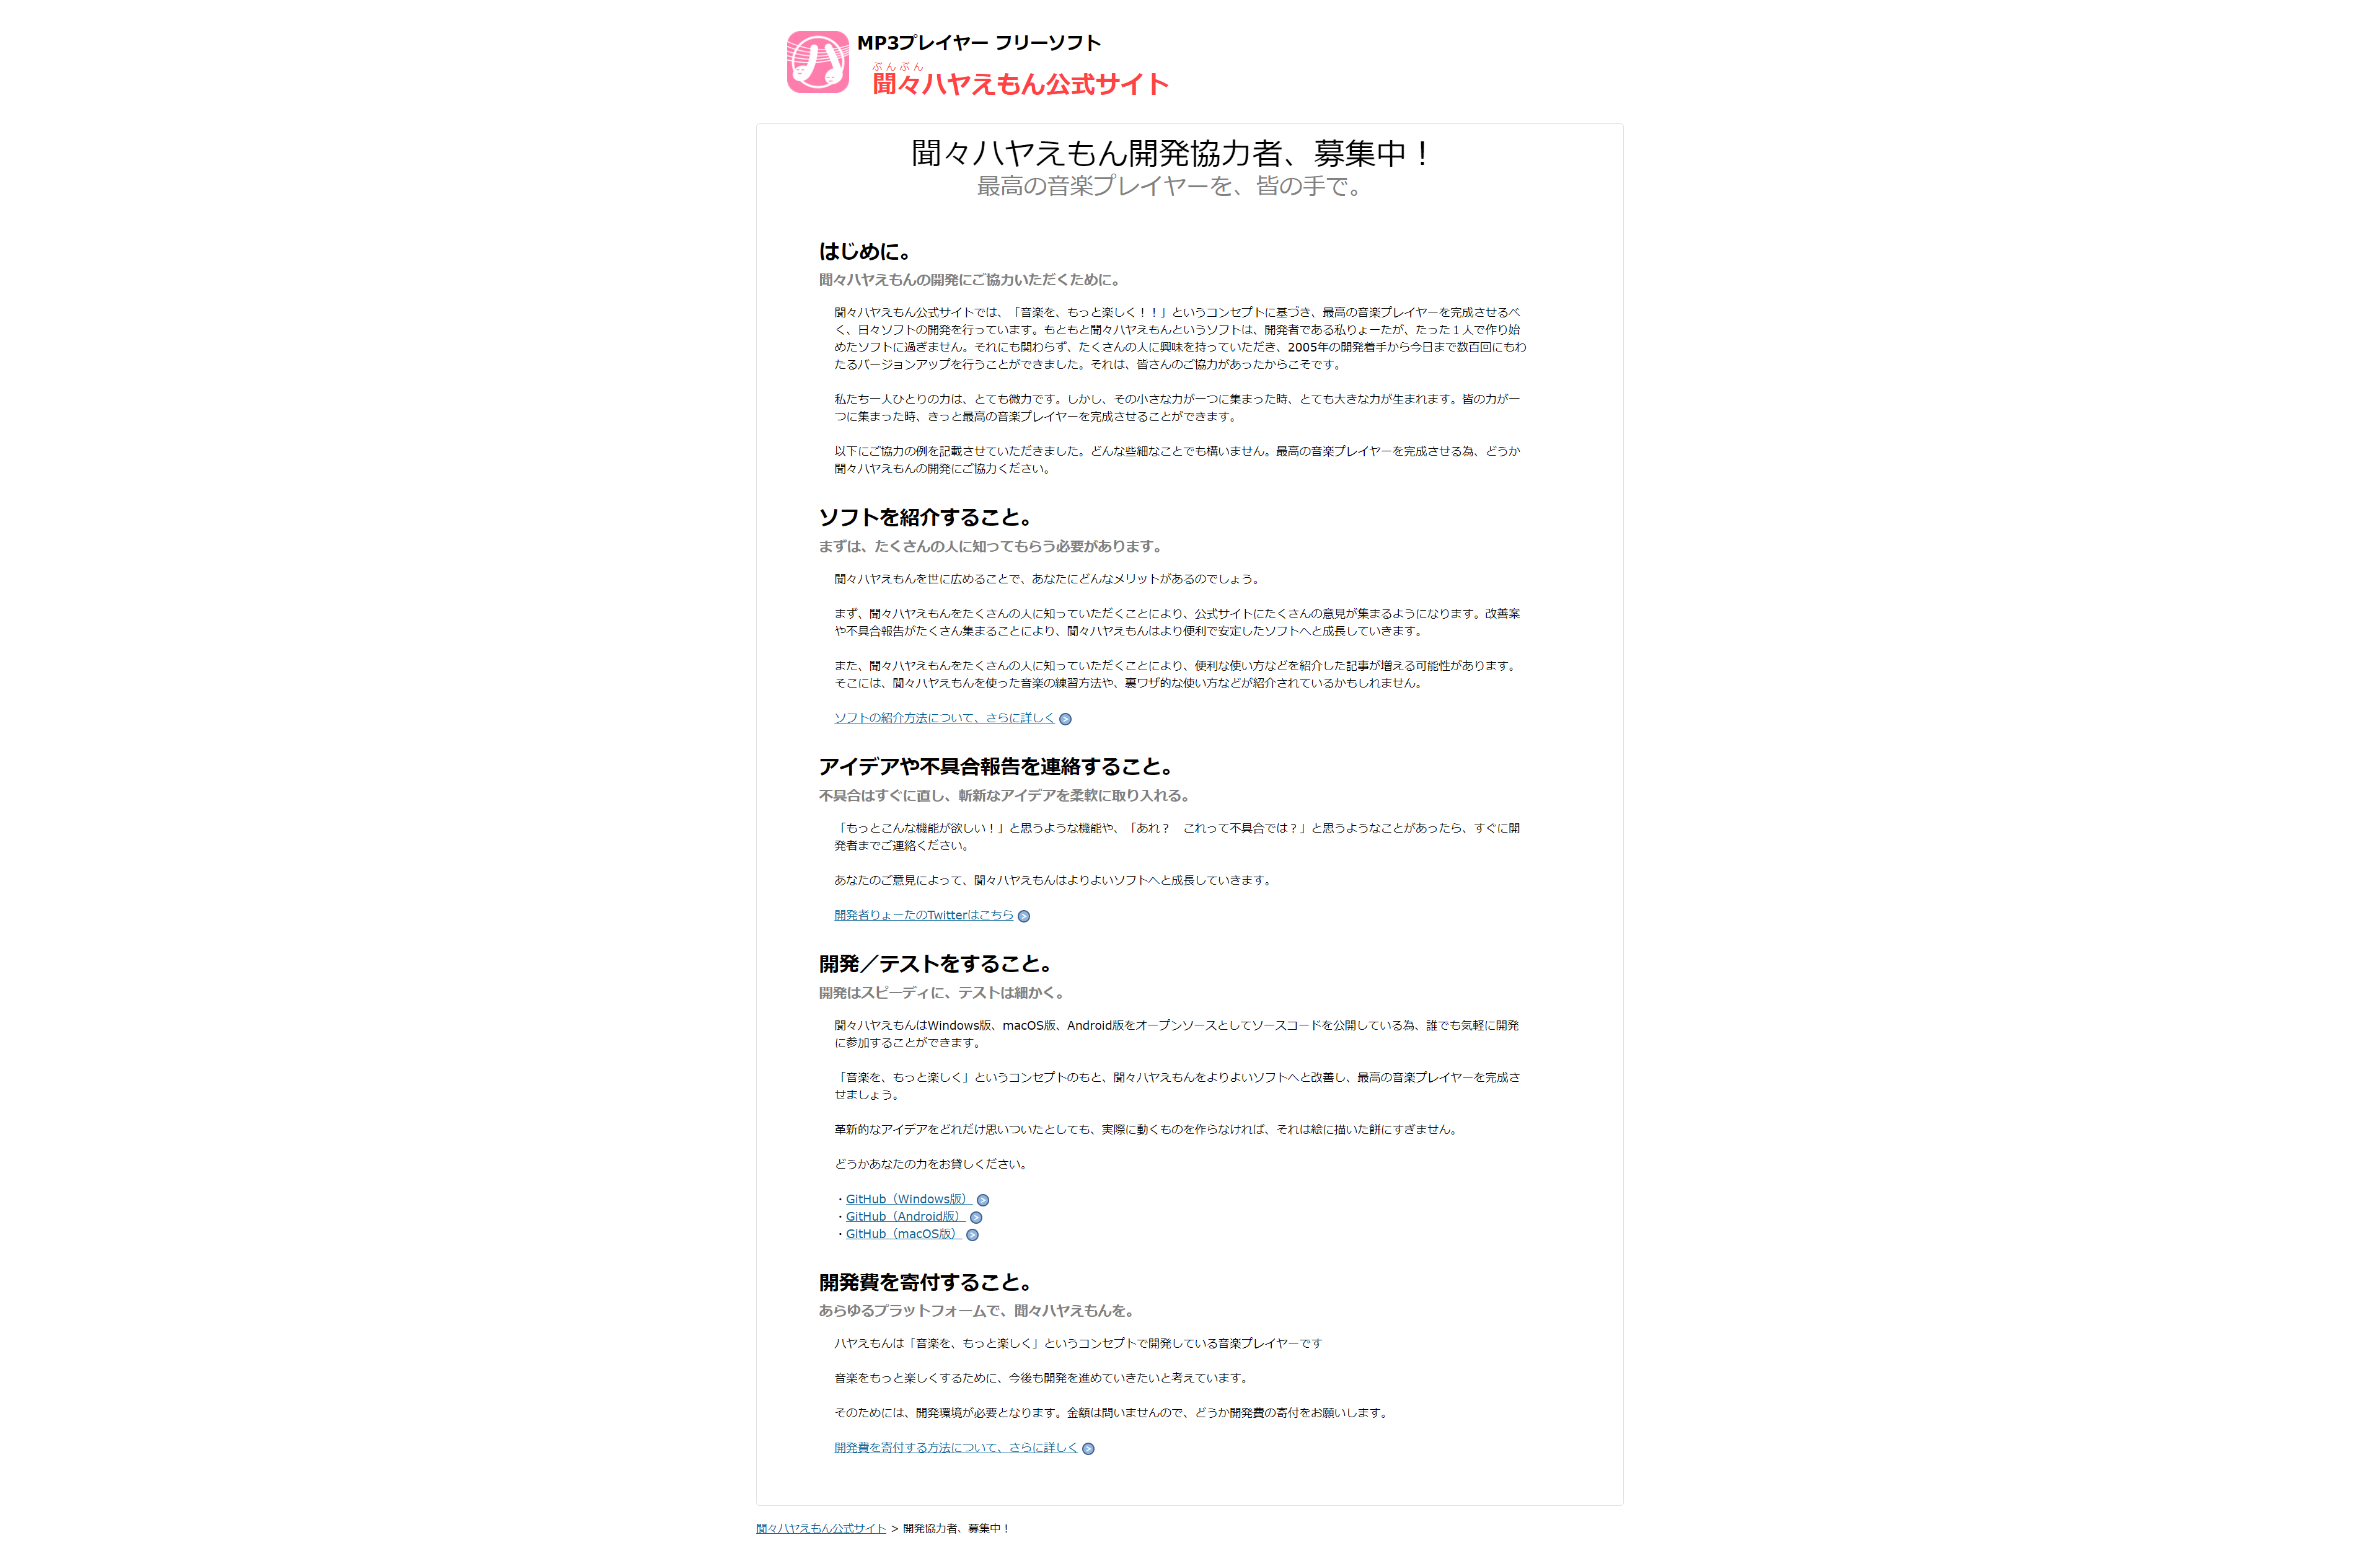 MP3プレイヤー フリーソフト
ぶんぶん
聞々ハヤえもん公式サイト
聞々ハヤえもん開発協力者、募集中！
最高の音楽プレイヤーを、皆の手で。
はじめに。
聞々ハヤえもんの開発にご協力いただくために。
聞々ハヤえもん公式サイトでは、「音楽を、もっと楽しく！！」というコンセプトに基づき、最高の音楽プレイヤーを完成させるべ
く、日々ソフトの開発を行っています。もともと聞々ハヤえもんというソフトは、開発者である私りょーたが、たった１人で作り始
めたソフトに過ぎません。それにも関わらず、たくさんの人に興味を持っていただき、2005年の開発着手から今日まで数百回にもわ
たるバージョンアップを行うことができました。それは、皆さんのご協力があったからこそです。
私たち一人ひとりの力は、とても微力です。しかし、その小さな力が一つに集まった時、とても大きな力が生まれます。皆の力が一
つに集まった時、きっと最高の音楽プレイヤーを完成させることができます。
以下にご協力の例を記載させていただきました。どんな些細なことでも構いません。最高の音楽プレイヤーを完成させる為、どうか
聞々ハヤえもんの開発にご協力ください。
ソフトを紹介すること。
まずは、たくさんの人に知ってもらう必要があります。
聞々ハヤえもんを世に広めることで、あなたにどんなメリットがあるのでしょう。
まず、聞々ハヤえもんをたくさんの人に知っていただくことにより、公式サイトにたくさんの意見が集まるようになります。改善案
や不具合報告がたくさん集まることにより、聞々ハヤえもんはより便利で安定したソフトへと成長していきます。
また、聞々ハヤえもんをたくさんの人に知っていただくことにより、便利な使い方などを紹介した記事が増える可能性があります。
そこには、聞々ハヤえもんを使った音楽の練習方法や、裏ワザ的な使い方などが紹介されているかもしれません。
ソフトの紹介方法について、さらに詳しく
アイデアや不具合報告を連絡すること。
不具合はすぐに直し、斬新なアイデアを柔軟に取り入れる。
「もっとこんな機能が欲しい！」と思うような機能や、「あれ？　これって不具合では？」と思うようなことがあったら、すぐに開
発者までご連絡ください。
あなたのご意見によって、聞々ハヤえもんはよりよいソフトへと成長していきます。
開発者りょーたのTwitterはこちら
開発／テストをすること。
開発はスピーディに、テストは細かく。
聞々ハヤえもんはWindows版、macOS版、Android版をオープンソースとしてソースコードを公開している為、誰でも気軽に開発
に参加することができます。
「音楽を、もっと楽しく」というコンセプトのもと、聞々ハヤえもんをよりよいソフトへと改善し、最高の音楽プレイヤーを完成さ
せましょう。
革新的なアイデアをどれだけ思いついたとしても、実際に動くものを作らなければ、それは絵に描いた餅にすぎません。
どうかあなたの力をお貸しください。
・GitHub（Windows版）
・GitHub（Android版）
・GitHub（macOS版）
開発費を寄付すること。
あらゆるプラットフォームで、聞々ハヤえもんを。
ハヤえもんは「音楽を、もっと楽しく」というコンセプトで開発している音楽プレイヤーです
音楽をもっと楽しくするために、今後も開発を進めていきたいと考えています。
そのためには、開発環境が必要となります。金額は問いませんので、どうか開発費の寄付をお願いします。
開発費を寄付する方法について、さらに詳しく
聞々ハヤえもん公式サイト > 開発協力者、募集中！